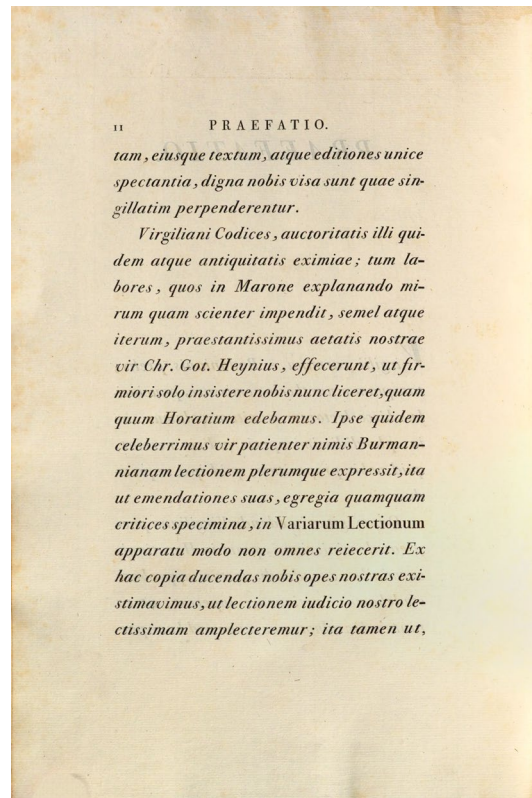 II PRAEFATIO.
tam, eiusque textum, atque editiones unice
spectantia, digna nobis visa sunt quae sin-
gillatim perpenderentur.
Virgiliani Codices, auctoritatis illi qui-
dem atque antiquitatis eximiae; tum la-
bores, quos in Marone explanando mi-
rum quam scienter impendit, semel atque
iterum, praestantissimus aetatis nostrae
vir Chr. Got. Heynius, effecerunt, ut fir-
miori solo insistere nobis nunc liceret, quam
quum Horatium edebamus. Ipse quidem
celeberrimus vir patienter nimis Burman-
nianam lectionem plerumque expressit, ita
ut emendationes suas, egregia quamquam
critices specimina, in Variarum Lectionum
apparatu modo non omnes reiecerit. Ex
hac copia ducendas nobis opes nostras exi-
stimavimus, ut lectionem iudicio nostro le-
ctissimam amplecteremur; ita tamen ut,